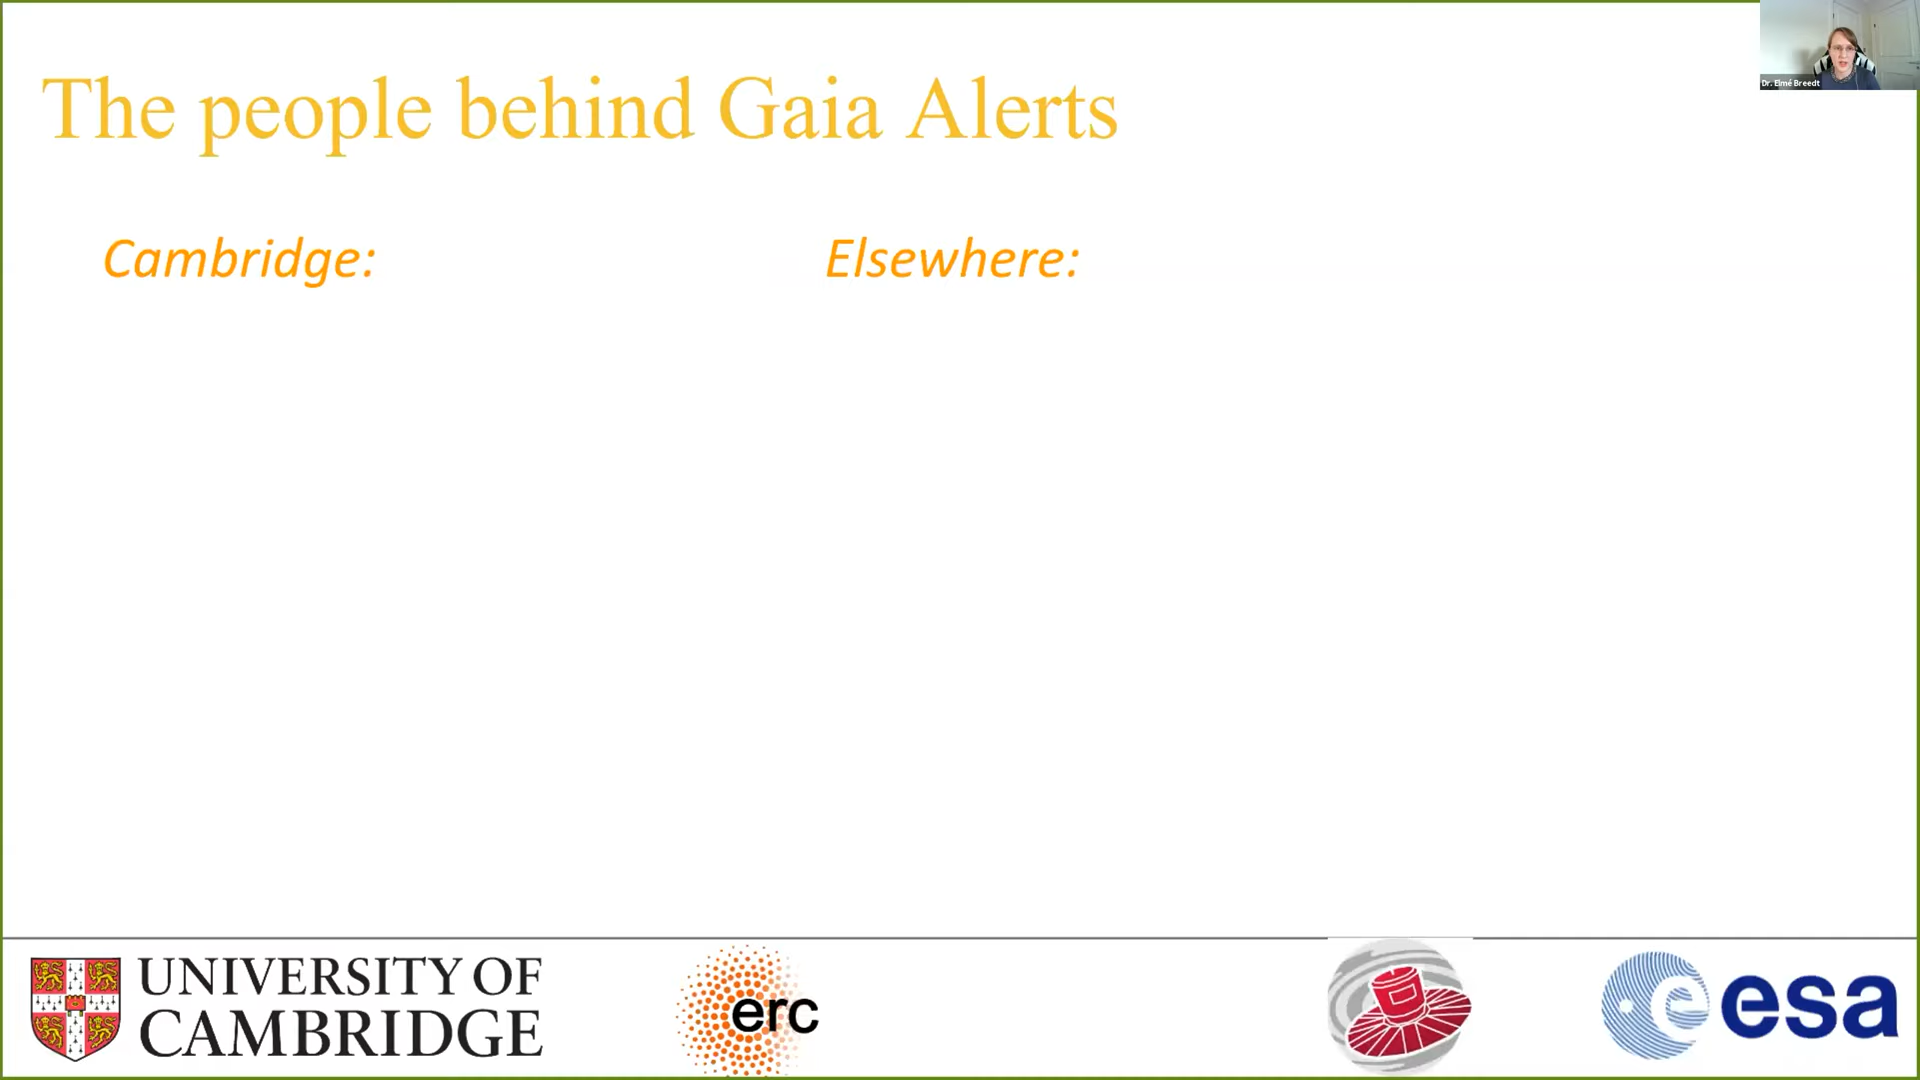 The people behind Gaia Alerts
Dr. Elmé Breedt
Cambridge:
Elsewhere:
UNIVERSITY OF
CAMBRIDGE
erc
esa